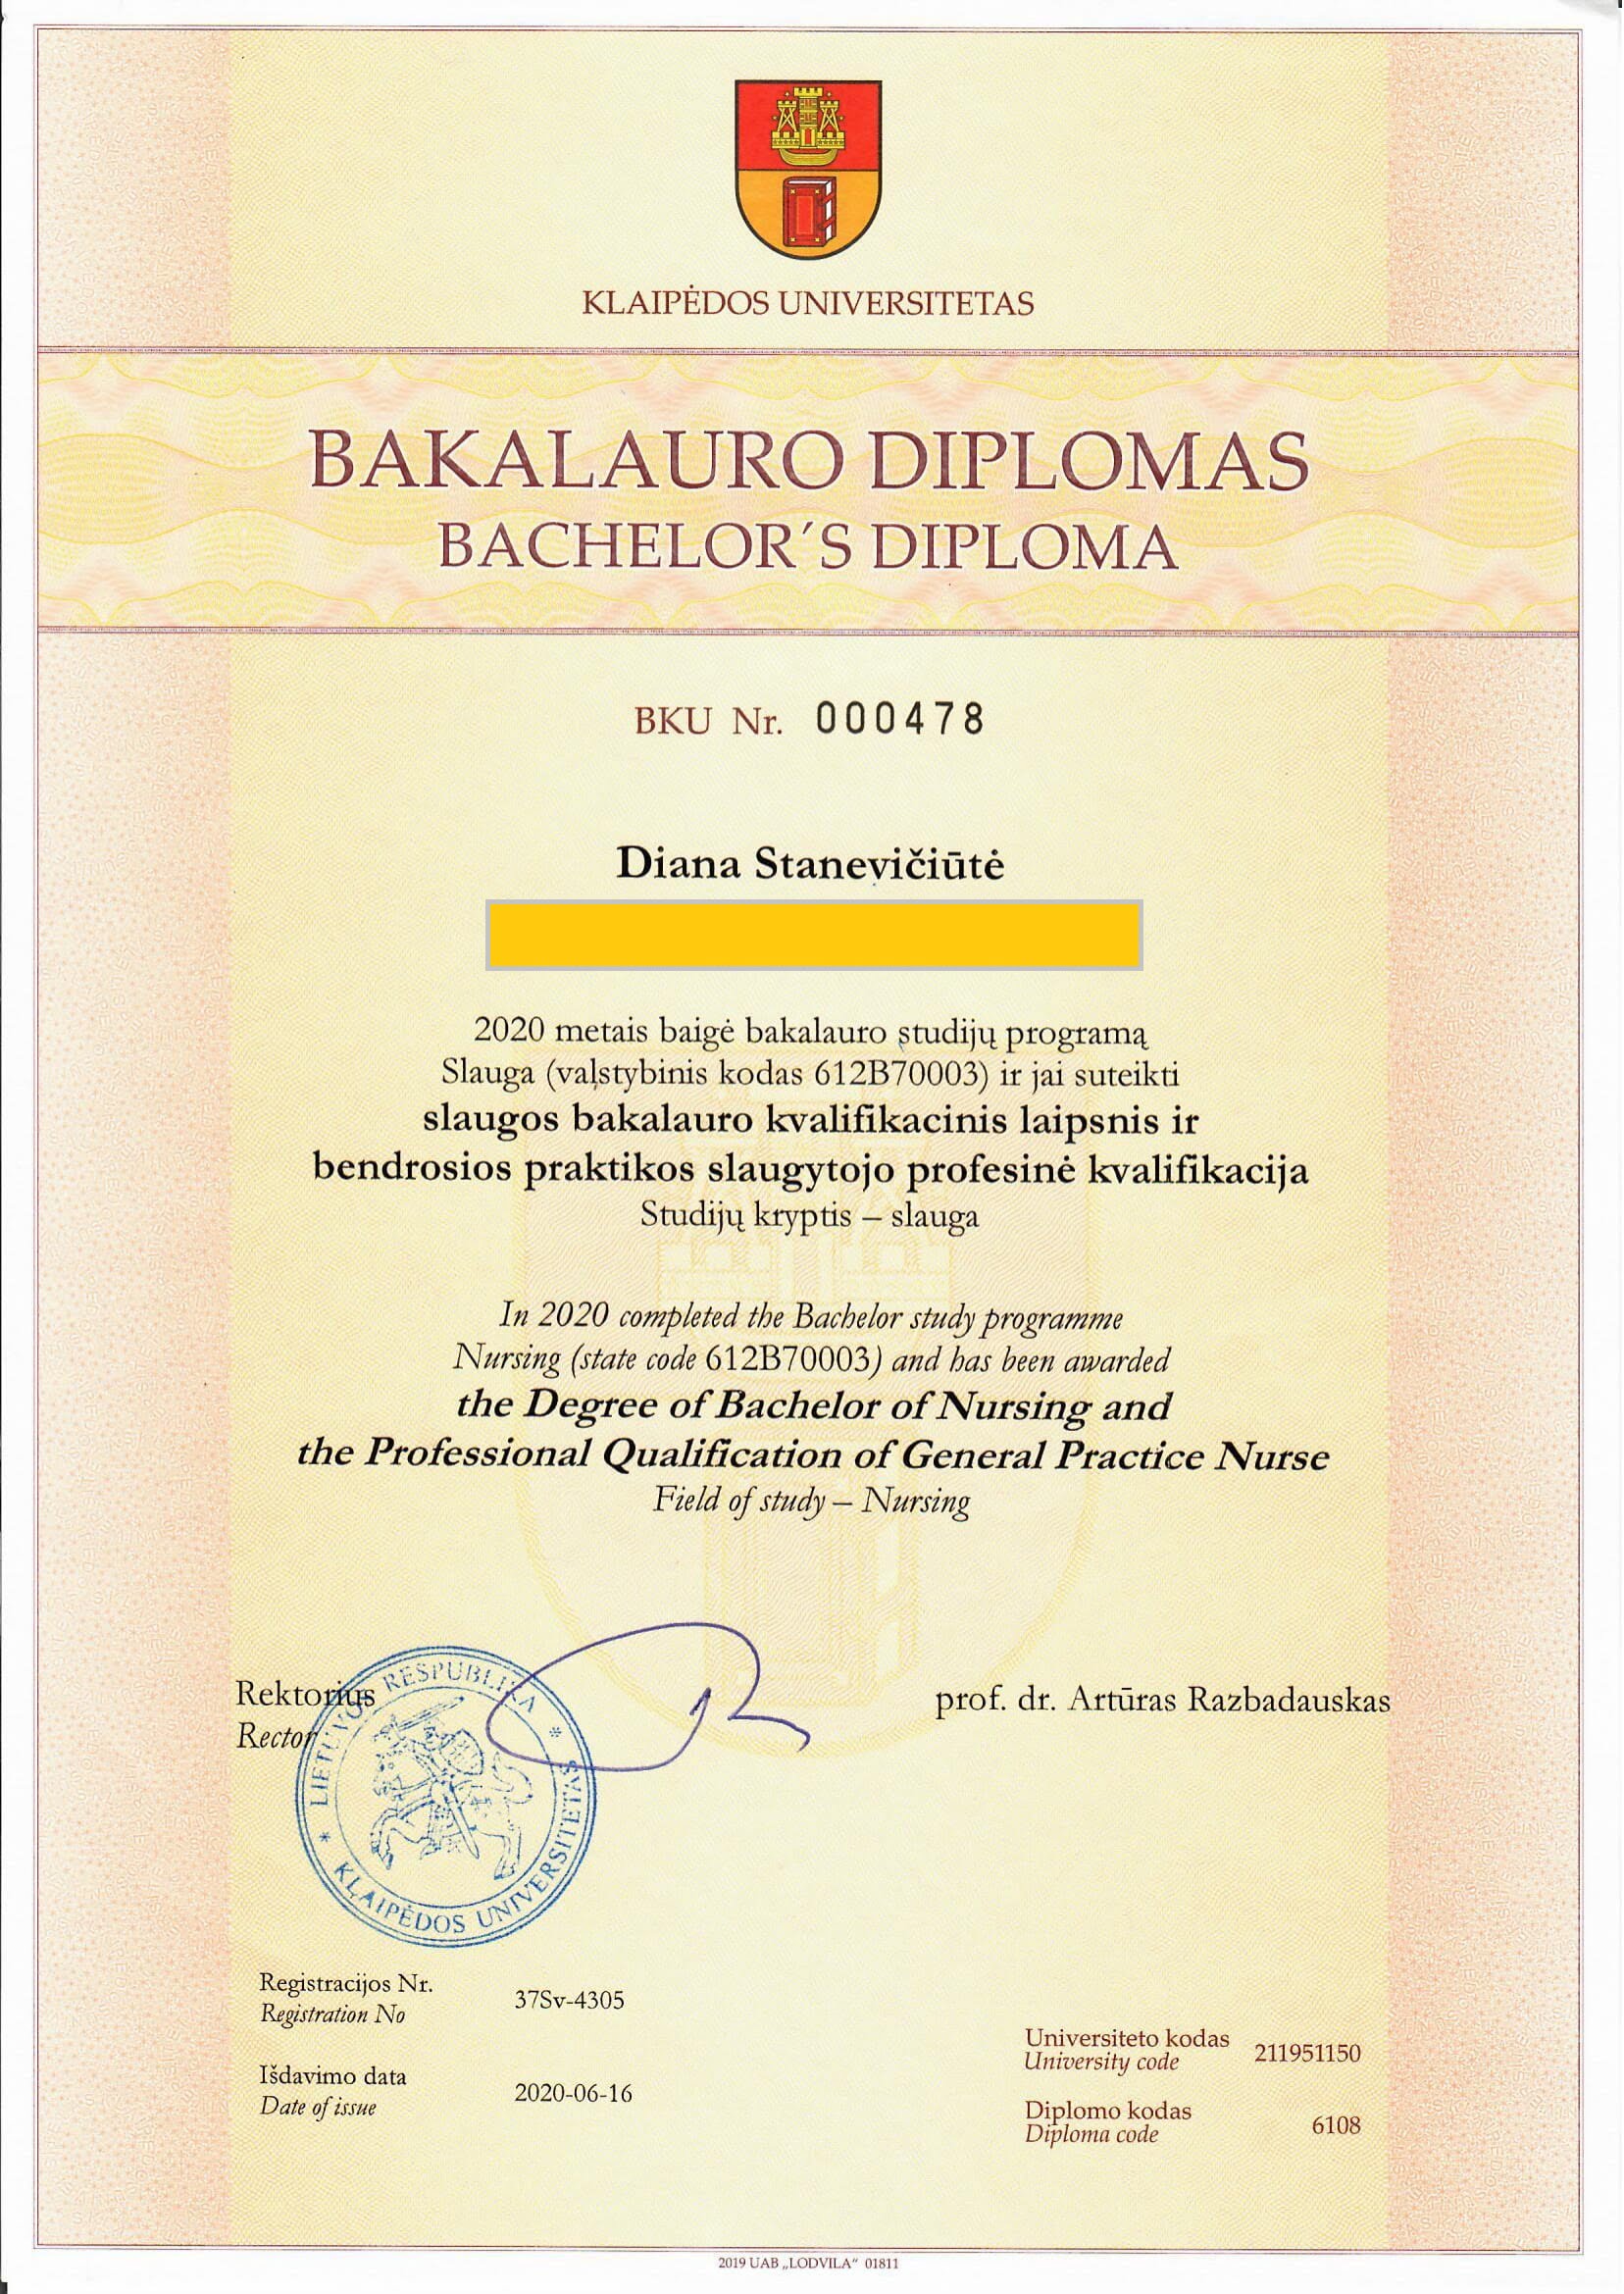 KLAIPĖDOS UNIVERSITETAS
BAKALAURO DIPLOMAS
BACHELOR´S DIPLOMA
BKU Nr. 000478
Diana Stanevičiūtė
2020 metais baigė bakalauro studijų programą
Slauga (valstybinis kodas 612B70003) ir jai suteikti
slaugos bakalauro kvalifikacinis laipsnis ir
bendrosios praktikos slaugytojo profesinė kvalifikacija
Studijų kryptis – slauga
In 2020 completed the Bachelor study programme
Nursing (state code 612B70003) and has been awarded
the Degree of Bachelor of Nursing and
the Professional Qualification of General Practice Nurse
Field of study – Nursing
Rektorius
Rector
prof. dr. Artūras Razbadauskas
LIETUVOS RESPUBLIKA * KLAIPĖDOS UNIVERSITETAS *
Registracijos Nr.
Registration No
37Sv-4305
Išdavimo data
Date of issue
2020-06-16
Universiteto kodas
University code
211951150
Diplomo kodas
Diploma code
6108
2019 UAB „LODVILA“ 01811